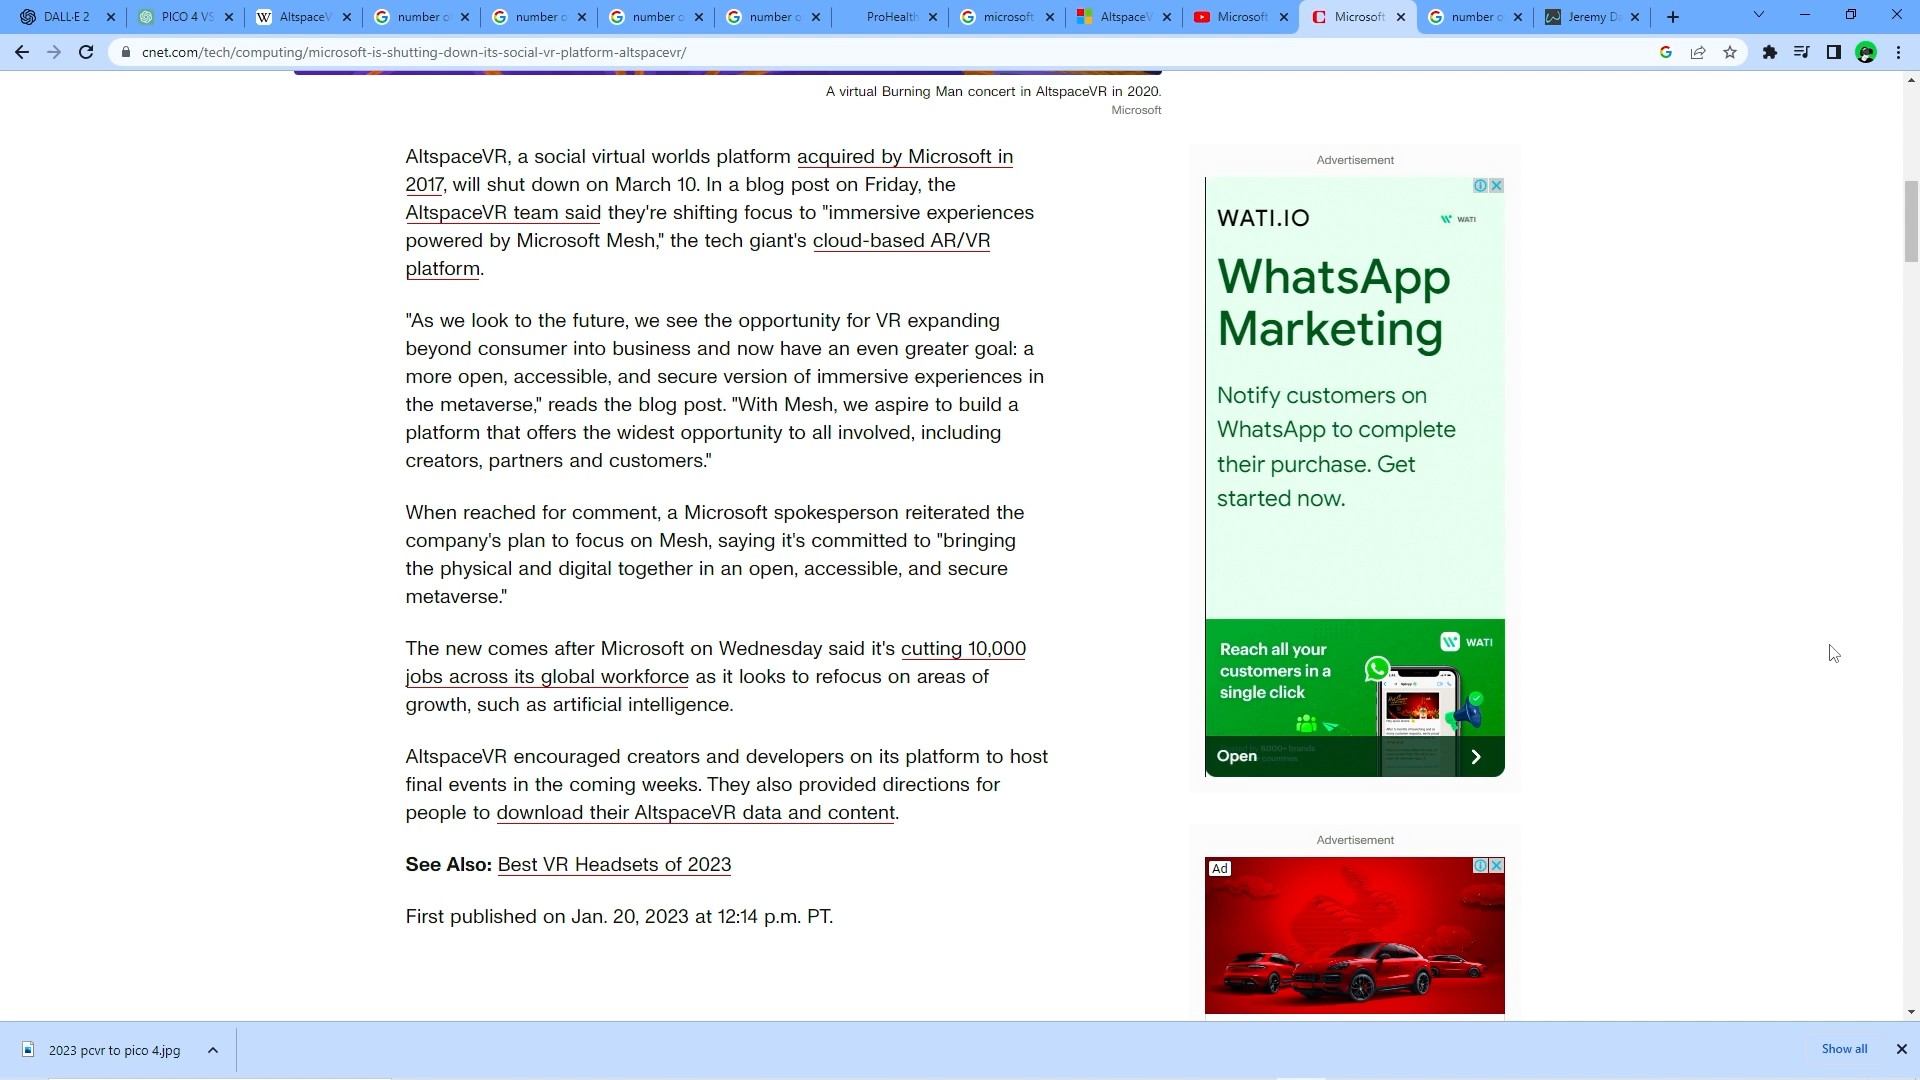 DALL·E 2
PICO 4 VS
AltspaceV
number o
number o
number o
number o
ProHealth
microsoft
AltspaceV
Microsoft
Microsoft
number o
Jeremy Da
cnet.com/tech/computing/microsoft-is-shutting-down-its-social-vr-platform-altspacevr/
A virtual Burning Man concert in AltspaceVR in 2020.
Microsoft
AltspaceVR, a social virtual worlds platform acquired by Microsoft in
2017, will shut down on March 10. In a blog post on Friday, the
AltspaceVR team said they're shifting focus to "immersive experiences
powered by Microsoft Mesh," the tech giant's cloud-based AR/VR
platform.
"As we look to the future, we see the opportunity for VR expanding
beyond consumer into business and now have an even greater goal: a
more open, accessible, and secure version of immersive experiences in
the metaverse," reads the blog post. "With Mesh, we aspire to build a
platform that offers the widest opportunity to all involved, including
creators, partners and customers."
When reached for comment, a Microsoft spokesperson reiterated the
company's plan to focus on Mesh, saying it's committed to "bringing
the physical and digital together in an open, accessible, and secure
metaverse."
The new comes after Microsoft on Wednesday said it's cutting 10,000
jobs across its global workforce as it looks to refocus on areas of
growth, such as artificial intelligence.
AltspaceVR encouraged creators and developers on its platform to host
final events in the coming weeks. They also provided directions for
people to download their AltspaceVR data and content.
See Also: Best VR Headsets of 2023
First published on Jan. 20, 2023 at 12:14 p.m. PT.
Advertisement
WATI.IO
WATI
WhatsApp
Marketing
Notify customers on
WhatsApp to complete
their purchase. Get
started now.
Reach all your
customers in a
single click
WATI
6000+ brands
countries
Open
Advertisement
Ad
2023 pcvr to pico 4.jpg
Show all